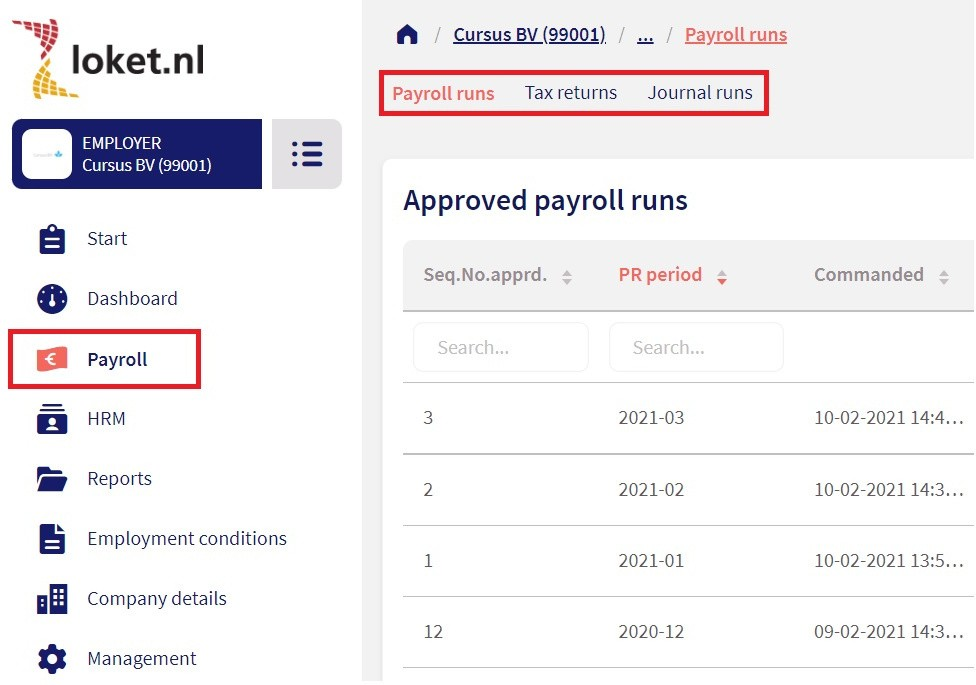 loket.nl
EMPLOYER
Cursus BV (99001)
Start
Dashboard
Payroll
HRM
Reports
Employment conditions
Company details
Management
/ Cursus BV (99001) / ... / Payroll runs
Payroll runs Tax returns Journal runs
Approved payroll runs
Seq.No.apprd. PR period Commanded
Search... Search...
3 2021-03 10-02-2021 14:4...
2 2021-02 10-02-2021 14:3...
1 2021-01 10-02-2021 13:5...
12 2020-12 09-02-2021 14:3...